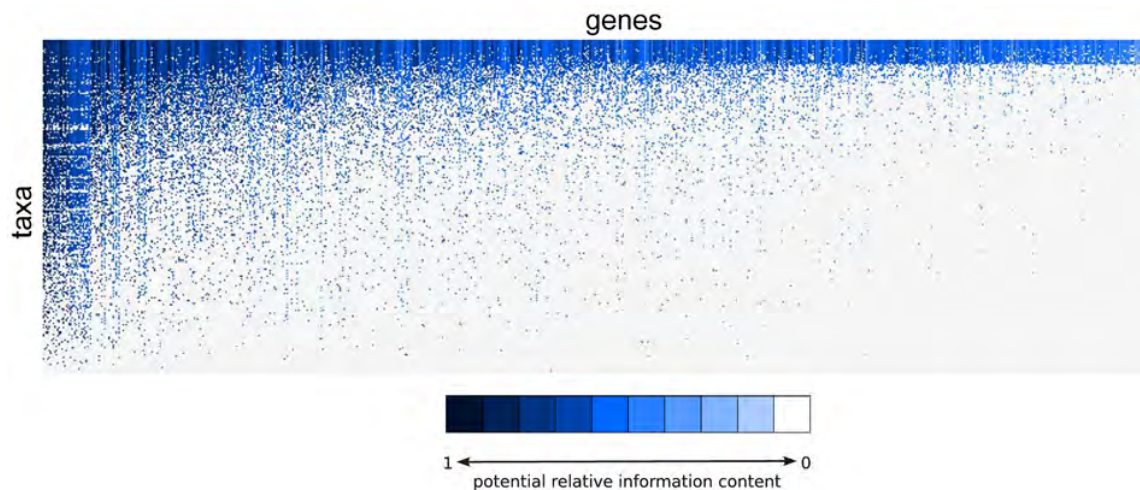 genes
taxa
1 0
potential relative information content